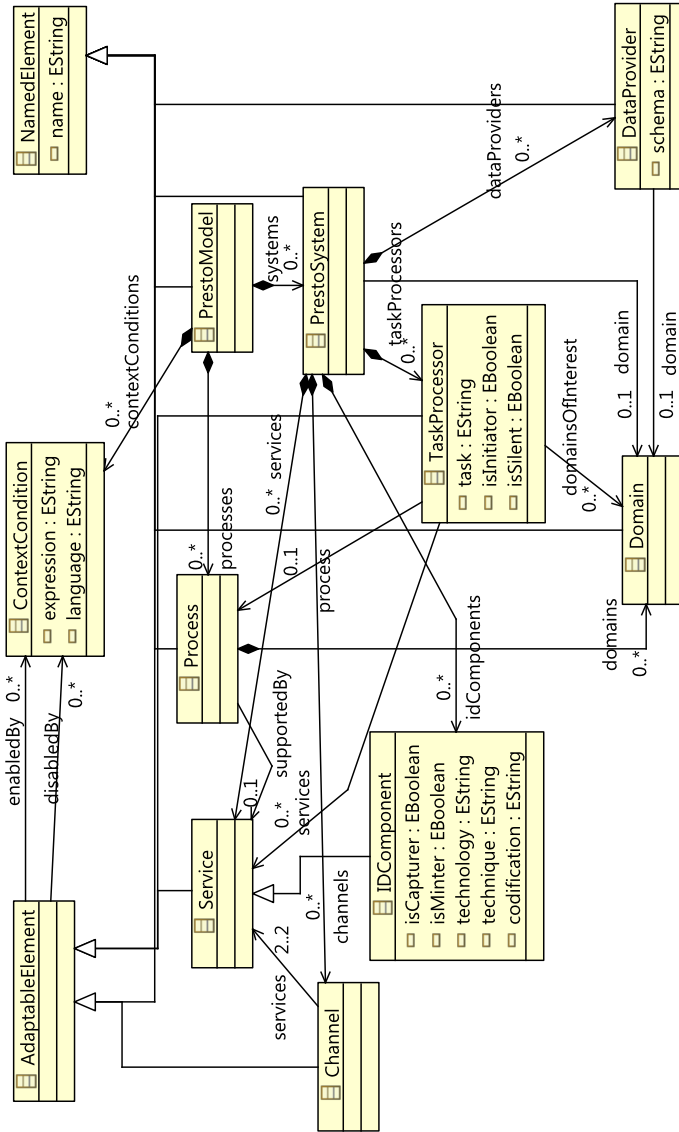 AdaptableElement
enabledBy
0..*
disabledBy
0..*
ContextCondition
expression : EString
language : EString
0..*
contextConditions
NamedElement
name : EString
Service
Process
0..*
processes
PrestoModel
systems
0..*
supportedBy
0..1
0..*
services
0..* services
0..1
process
PrestoSystem
Channel
services
2..2
0..*
channels
IDComponent
isCapturer : EBoolean
isMinter : EBoolean
technology : EString
technique : EString
codification : EString
0..*
idComponents
taskProcessors
0..*
TaskProcessor
task : EString
isInitiator : EBoolean
isSilent : EBoolean
dataProviders
0..*
domainsOfInterest
0..*
domains
0..*
Domain
0..1 domain
0..1 domain
DataProvider
schema : EString